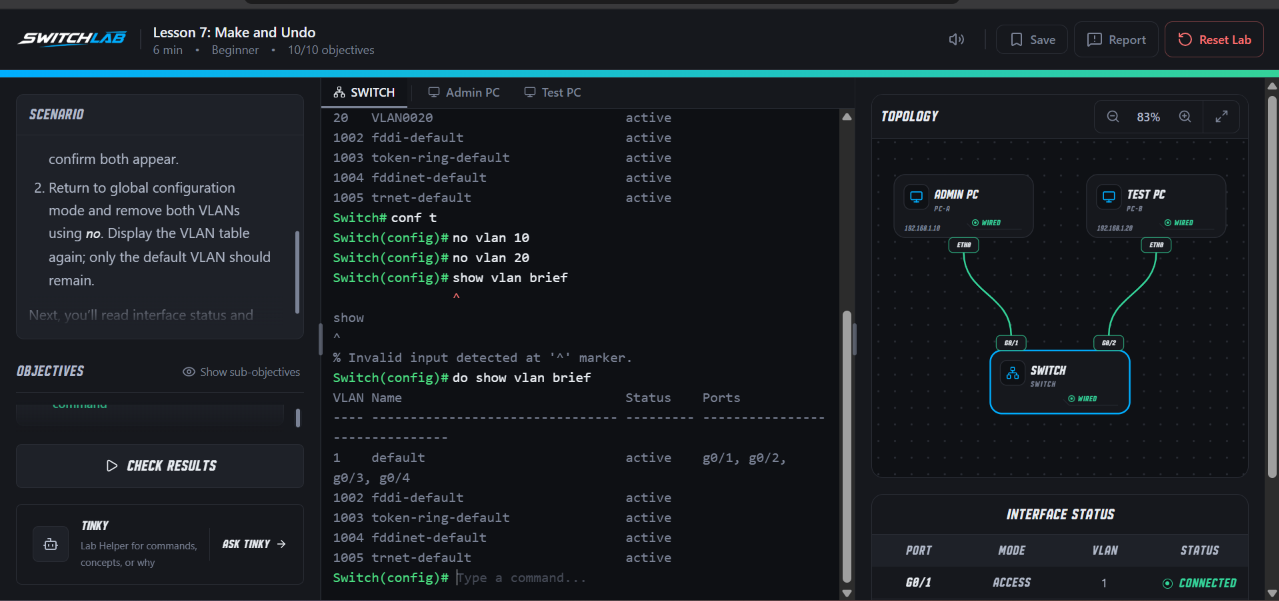 SWITCHLAB
Lesson 7: Make and Undo
6 min • Beginner • 10/10 objectives
Save
Report
Reset Lab
SCENARIO
confirm both appear.
2. Return to global configuration
mode and remove both VLANs
using no. Display the VLAN table
again; only the default VLAN should
remain.
Next, you'll read interface status and
OBJECTIVES
Show sub-objectives
command
CHECK RESULTS
TINKY
Lab Helper for commands,
concepts, or why
ASK TINKY →
SWITCH
Admin PC
Test PC
20 VLAN0020 active
1002 fddi-default active
1003 token-ring-default active
1004 fddinet-default active
1005 trnet-default active
Switch# conf t
Switch(config)# no vlan 10
Switch(config)# no vlan 20
Switch(config)# show vlan brief
^
show
^
% Invalid input detected at '^' marker.
Switch(config)# do show vlan brief
VLAN Name Status Ports
---- -------------------------------- --------- ----------------
---------------
1 default active g0/1, g0/2,
g0/3, g0/4
1002 fddi-default active
1003 token-ring-default active
1004 fddinet-default active
1005 trnet-default active
Switch(config)# Type a command...
TOPOLOGY
83%
ADMIN PC
PC-A
WIRED
192.168.1.10
ETH0
TEST PC
PC-B
WIRED
192.168.1.20
ETH0
G0/1
G0/2
SWITCH
SWITCH
WIRED
INTERFACE STATUS
PORT MODE VLAN STATUS
G0/1 ACCESS 1 CONNECTED